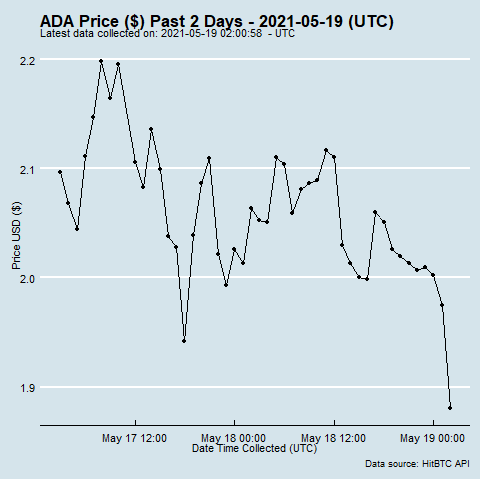 ADA Price ($) Past 2 Days - 2021-05-19 (UTC)
Latest data collected on: 2021-05-19 02:00:58 - UTC
2.2
2.1
2.0
1.9
Price USD ($)
May 17 12:00
May 18 00:00
May 18 12:00
May 19 00:00
Date Time Collected (UTC)
Data source: HitBTC API